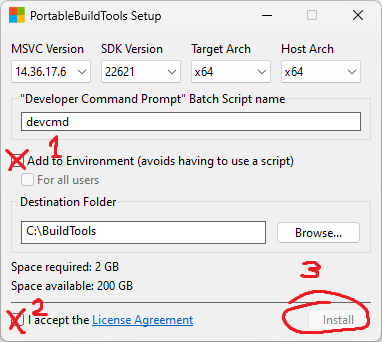 PortableBuildTools Setup
MSVC Version SDK Version Target Arch Host Arch
14.36.17.6 22621 x64 x64
"Developer Command Prompt" Batch Script name
devcmd
1
Add to Environment (avoids having to use a script)
For all users
Destination Folder
C:\BuildTools Browse...
Space required: 2 GB
3
Space available: 200 GB
2
I accept the License Agreement Install